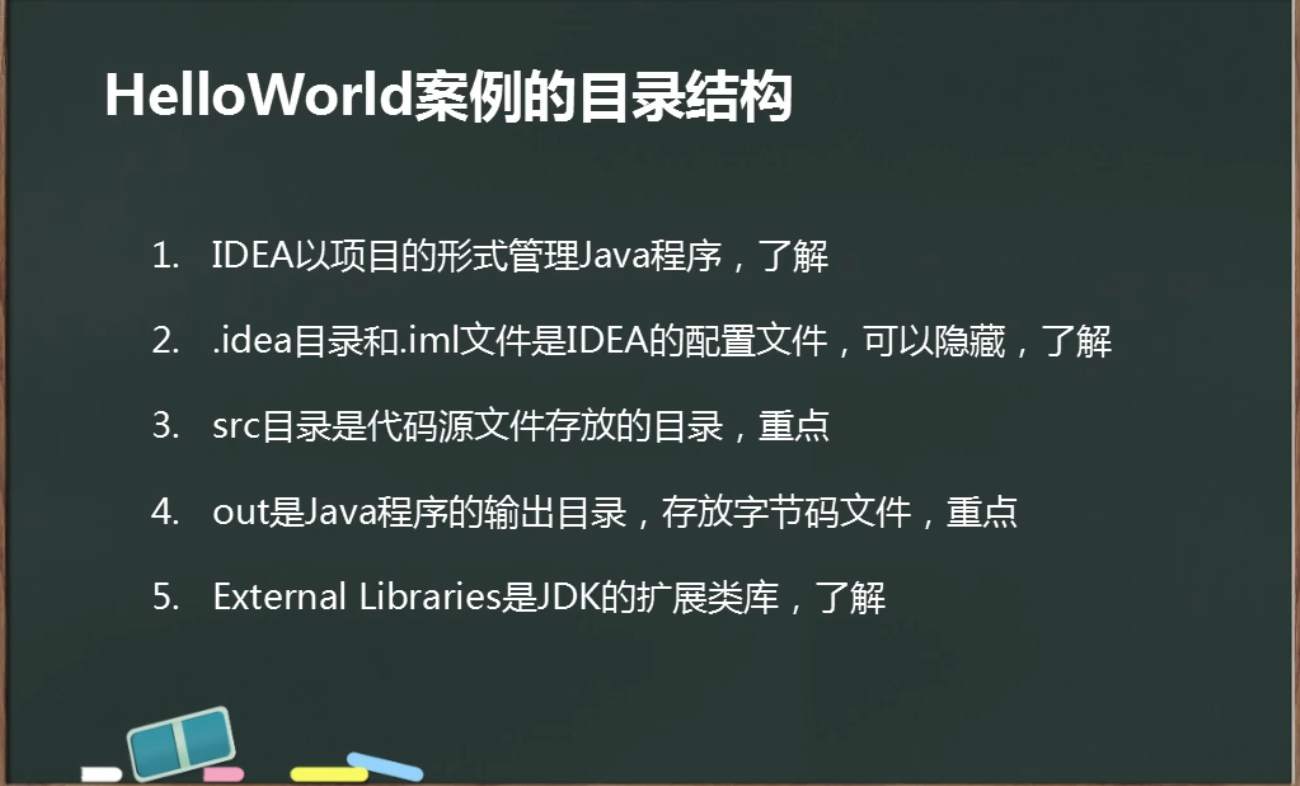 HelloWorld案例的目录结构
1. IDEA以项目的形式管理Java程序，了解
2. .idea目录和.iml文件是IDEA的配置文件，可以隐藏，了解
3. src目录是代码源文件存放的目录，重点
4. out是Java程序的输出目录，存放字节码文件，重点
5. External Libraries是JDK的扩展类库，了解